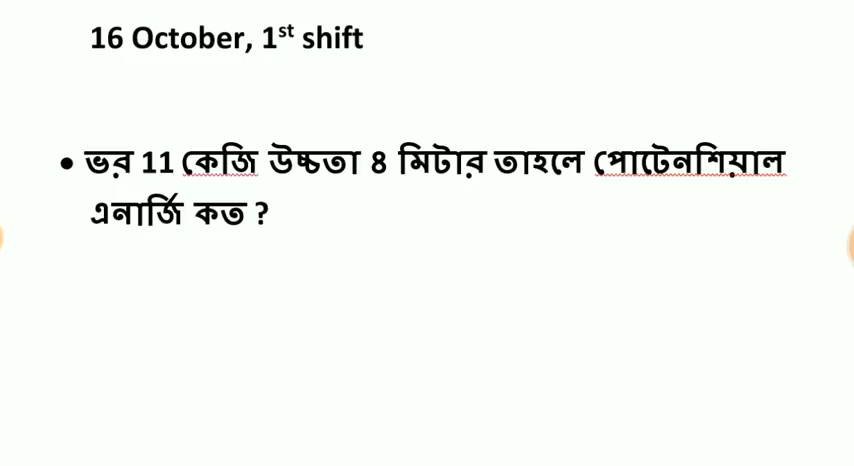 16 October, 1st shift
• ভর 11 কেজি উচ্চতা 8 মিটার তাহলে পোটেনশিয়াল
এনার্জি কত ?